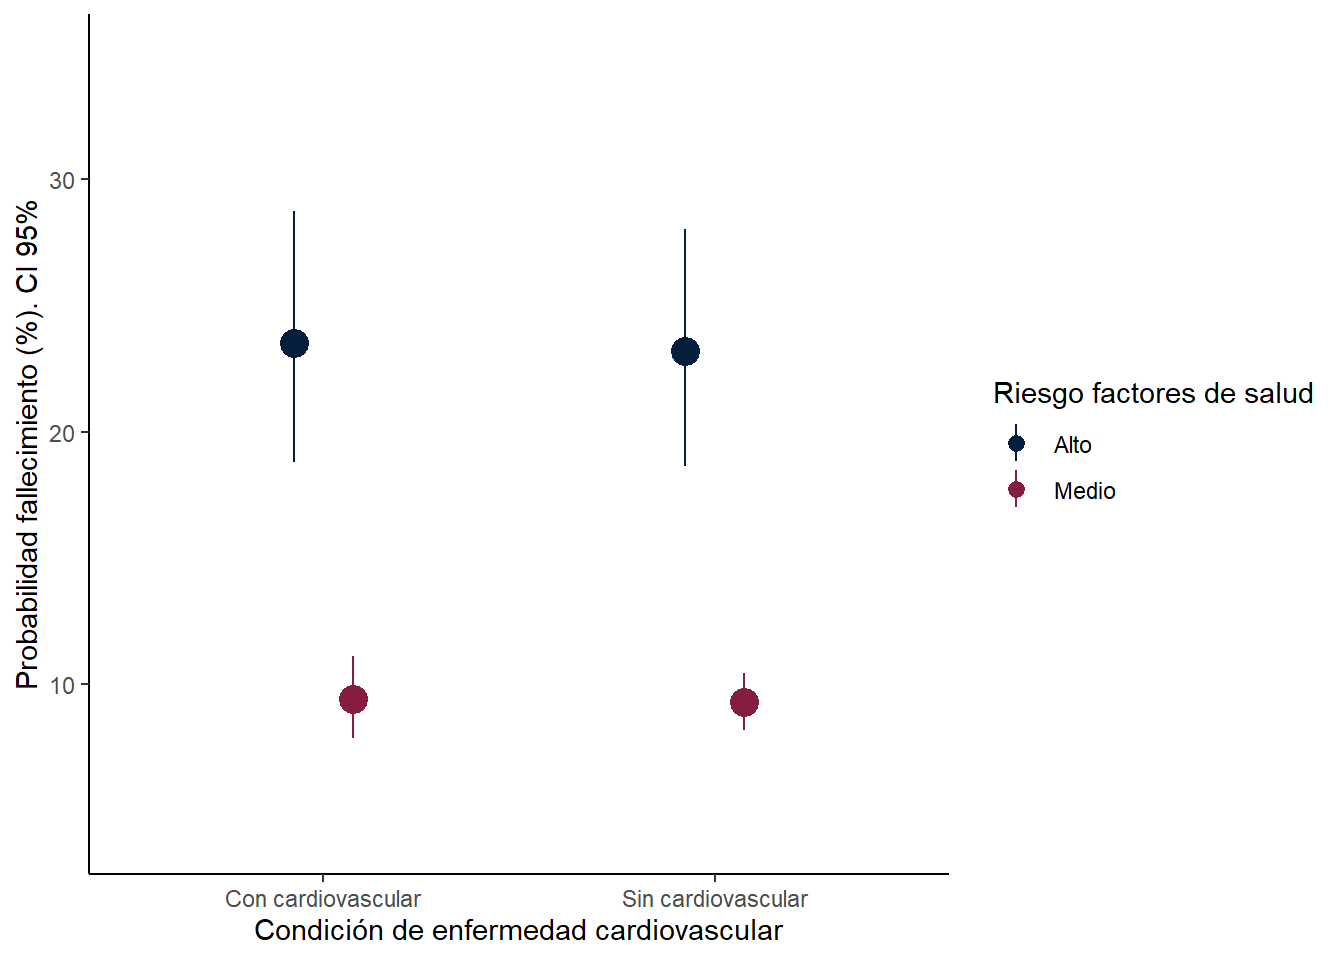 Probabilidad fallecimiento (%). CI 95%
30
20
10
Con cardiovascular
Sin cardiovascular
Condición de enfermedad cardiovascular
Riesgo factores de salud
Alto
Medio